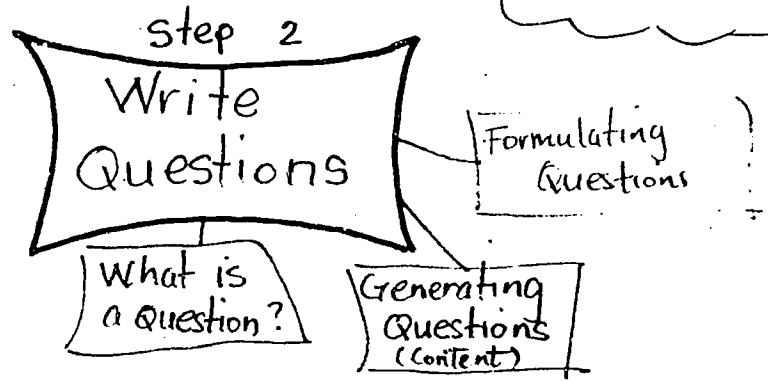 Step 2
Write
Questions
Formulating
Questions
What is
a Question?
Generating
Questions
(Content)